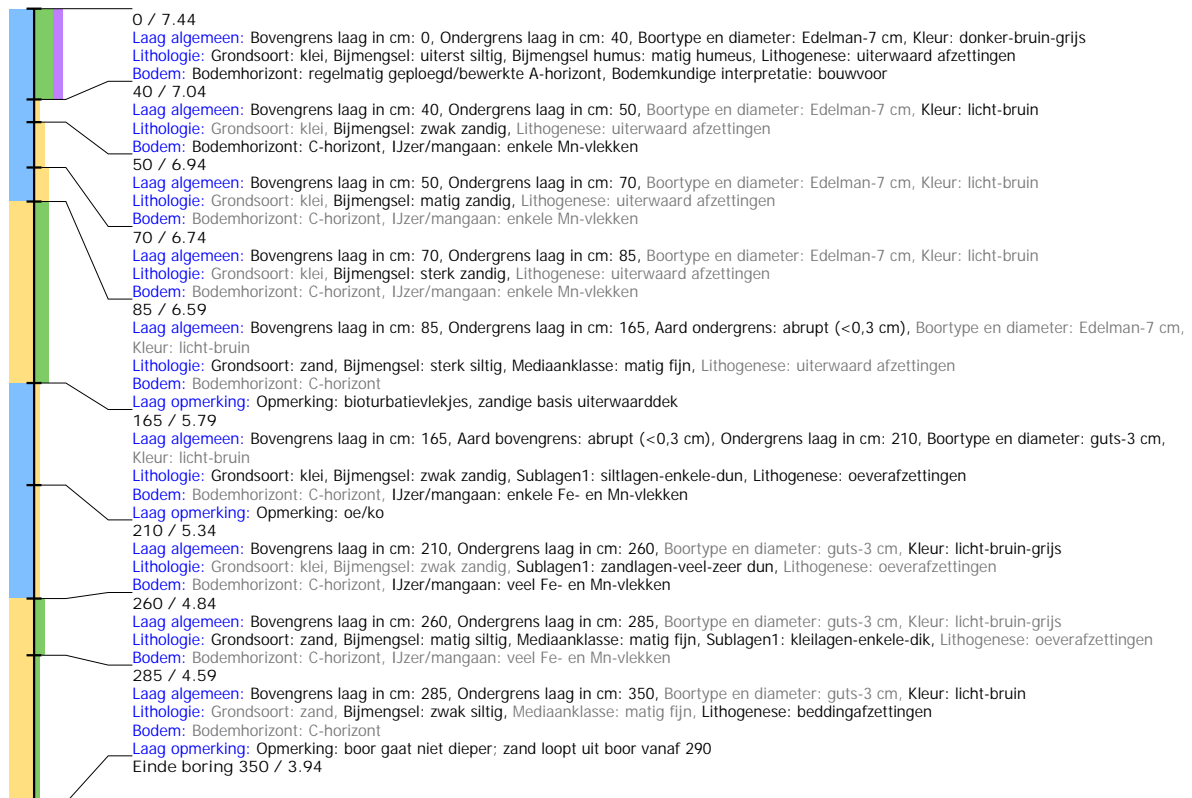 0 / 7.44
Laag algemeen: Bovengrens laag in cm: 0, Ondergrens laag in cm: 40, Boortype en diameter: Edelman-7 cm, Kleur: donker-bruin-grijs
Lithologie: Grondsoort: klei, Bijmengsel: uiterst siltig, Bijmengsel humus: matig humeus, Lithogenese: uiterwaard afzettingen
Bodem: Bodemhorizont: regelmatig geploegd/bewerkte A-horizont, Bodemkundige interpretatie: bouwvoor
40 / 7.04
Laag algemeen: Bovengrens laag in cm: 40, Ondergrens laag in cm: 50, Boortype en diameter: Edelman-7 cm, Kleur: licht-bruin
Lithologie: Grondsoort: klei, Bijmengsel: zwak zandig, Lithogenese: uiterwaard afzettingen
Bodem: Bodemhorizont: C-horizont, IJzer/mangaan: enkele Mn-vlekken
50 / 6.94
Laag algemeen: Bovengrens laag in cm: 50, Ondergrens laag in cm: 70, Boortype en diameter: Edelman-7 cm, Kleur: licht-bruin
Lithologie: Grondsoort: klei, Bijmengsel: matig zandig, Lithogenese: uiterwaard afzettingen
Bodem: Bodemhorizont: C-horizont, IJzer/mangaan: enkele Mn-vlekken
70 / 6.74
Laag algemeen: Bovengrens laag in cm: 70, Ondergrens laag in cm: 85, Boortype en diameter: Edelman-7 cm, Kleur: licht-bruin
Lithologie: Grondsoort: klei, Bijmengsel: sterk zandig, Lithogenese: uiterwaard afzettingen
Bodem: Bodemhorizont: C-horizont, IJzer/mangaan: enkele Mn-vlekken
85 / 6.59
Laag algemeen: Bovengrens laag in cm: 85, Ondergrens laag in cm: 165, Aard ondergrens: abrupt (<0,3 cm), Boortype en diameter: Edelman-7 cm,
Kleur: licht-bruin
Lithologie: Grondsoort: zand, Bijmengsel: sterk siltig, Mediaanklasse: matig fijn, Lithogenese: uiterwaard afzettingen
Bodem: Bodemhorizont: C-horizont
Laag opmerking: Opmerking: bioturbatievlekjes, zandige basis uiterwaarddek
165 / 5.79
Laag algemeen: Bovengrens laag in cm: 165, Aard bovengrens: abrupt (<0,3 cm), Ondergrens laag in cm: 210, Boortype en diameter: guts-3 cm,
Kleur: licht-bruin
Lithologie: Grondsoort: klei, Bijmengsel: zwak zandig, Sublagen1: siltlagen-enkele-dun, Lithogenese: oeverafzettingen
Bodem: Bodemhorizont: C-horizont, IJzer/mangaan: enkele Fe- en Mn-vlekken
Laag opmerking: Opmerking: oe/ko
210 / 5.34
Laag algemeen: Bovengrens laag in cm: 210, Ondergrens laag in cm: 260, Boortype en diameter: guts-3 cm, Kleur: licht-bruin-grijs
Lithologie: Grondsoort: klei, Bijmengsel: zwak zandig, Sublagen1: zandlagen-veel-zeer dun, Lithogenese: oeverafzettingen
Bodem: Bodemhorizont: C-horizont, IJzer/mangaan: veel Fe- en Mn-vlekken
260 / 4.84
Laag algemeen: Bovengrens laag in cm: 260, Ondergrens laag in cm: 285, Boortype en diameter: guts-3 cm, Kleur: licht-bruin-grijs
Lithologie: Grondsoort: zand, Bijmengsel: matig siltig, Mediaanklasse: matig fijn, Sublagen1: kleilagen-enkele-dik, Lithogenese: oeverafzettingen
Bodem: Bodemhorizont: C-horizont, IJzer/mangaan: veel Fe- en Mn-vlekken
285 / 4.59
Laag algemeen: Bovengrens laag in cm: 285, Ondergrens laag in cm: 350, Boortype en diameter: guts-3 cm, Kleur: licht-bruin
Lithologie: Grondsoort: zand, Bijmengsel: zwak siltig, Mediaanklasse: matig fijn, Lithogenese: beddingafzettingen
Bodem: Bodemhorizont: C-horizont
Laag opmerking: Opmerking: boor gaat niet dieper; zand loopt uit boor vanaf 290
Einde boring 350 / 3.94